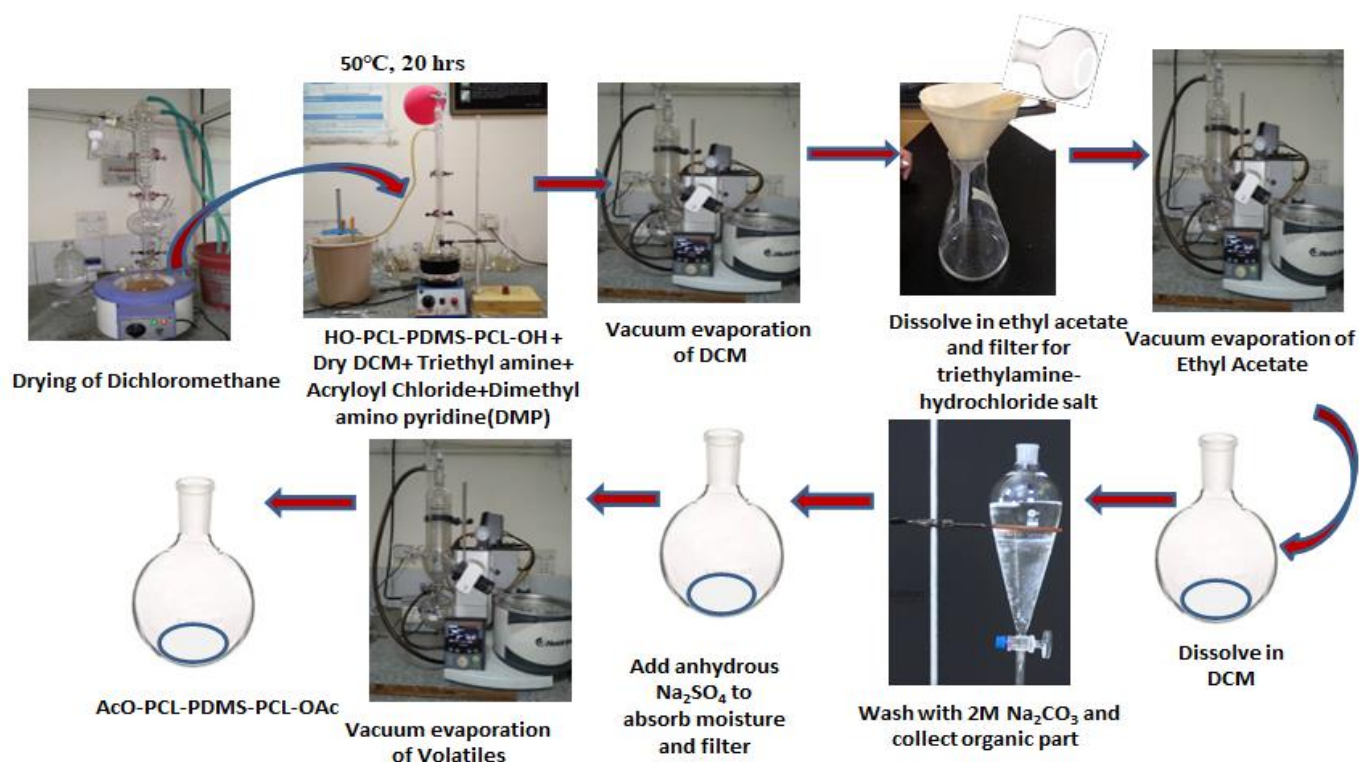 50°C, 20 hrs
Drying of Dichloromethane
HO-PCL-PDMS-PCL-OH +
Dry DCM+ Triethyl amine+
Acryloyl Chloride+Dimethyl
amino pyridine(DMP)
Vacuum evaporation
of DCM
Dissolve in ethyl acetate
and filter for
triethylamine-
hydrochloride salt
Vacuum evaporation of
Ethyl Acetate
Dissolve in
DCM
Wash with 2M Na₂CO₃ and
collect organic part
Add anhydrous
Na₂SO₄ to
absorb moisture
and filter
Vacuum evaporation
of Volatiles
AcO-PCL-PDMS-PCL-OAc